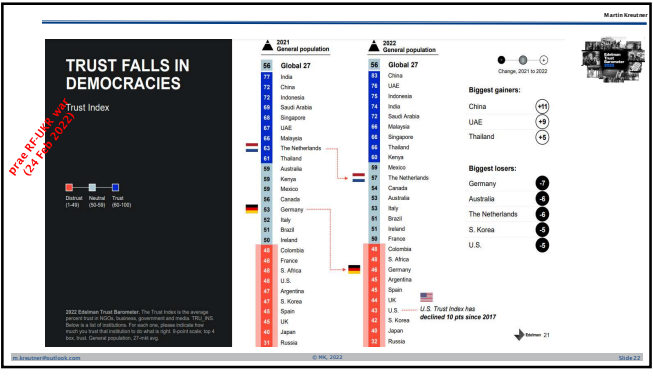 Martin Kreutner
TRUST FALLS IN
DEMOCRACIES
Trust Index
prae RF-UKR war
(24 Feb 2022)
Distrust
(1-49)
Neutral
(50-59)
Trust
(60-100)
2022 Edelman Trust Barometer. The Trust Index is the average
percent trust in NGOs, business, government and media. TRU_INS.
Below is a list of institutions. For each one, please indicate how
much you trust that institution to do what is right. 9-point scale; top 4
box, trust. General population, 27-mkt avg.
2021
General population
56 Global 27
77 India
72 China
72 Indonesia
69 Saudi Arabia
68 Singapore
67 UAE
66 Malaysia
63 The Netherlands
61 Thailand
59 Australia
59 Kenya
59 Mexico
56 Canada
53 Germany
52 Italy
51 Brazil
50 Ireland
48 Colombia
48 France
48 S. Africa
48 U.S.
47 Argentina
47 S. Korea
45 Spain
45 UK
40 Japan
31 Russia
2022
General population
56 Global 27
83 China
76 UAE
75 Indonesia
74 India
72 Saudi Arabia
66 Malaysia
66 Singapore
66 Thailand
60 Kenya
59 Mexico
57 The Netherlands
54 Canada
53 Australia
53 Italy
51 Brazil
51 Ireland
50 France
48 Colombia
48 S. Africa
46 Germany
45 Argentina
45 Spain
44 UK
43 U.S.
42 S. Korea
40 Japan
32 Russia
U.S. Trust Index has
declined 10 pts since 2017
- 0 +
Change, 2021 to 2022
Biggest gainers:
China +11
UAE +9
Thailand +5
Biggest losers:
Germany -7
Australia -6
The Netherlands -6
S. Korea -5
U.S. -5
Edelman
Trust
Barometer
2022
Edelman 21
m.kreutner@outlook.com
© MK, 2022
Slide 22